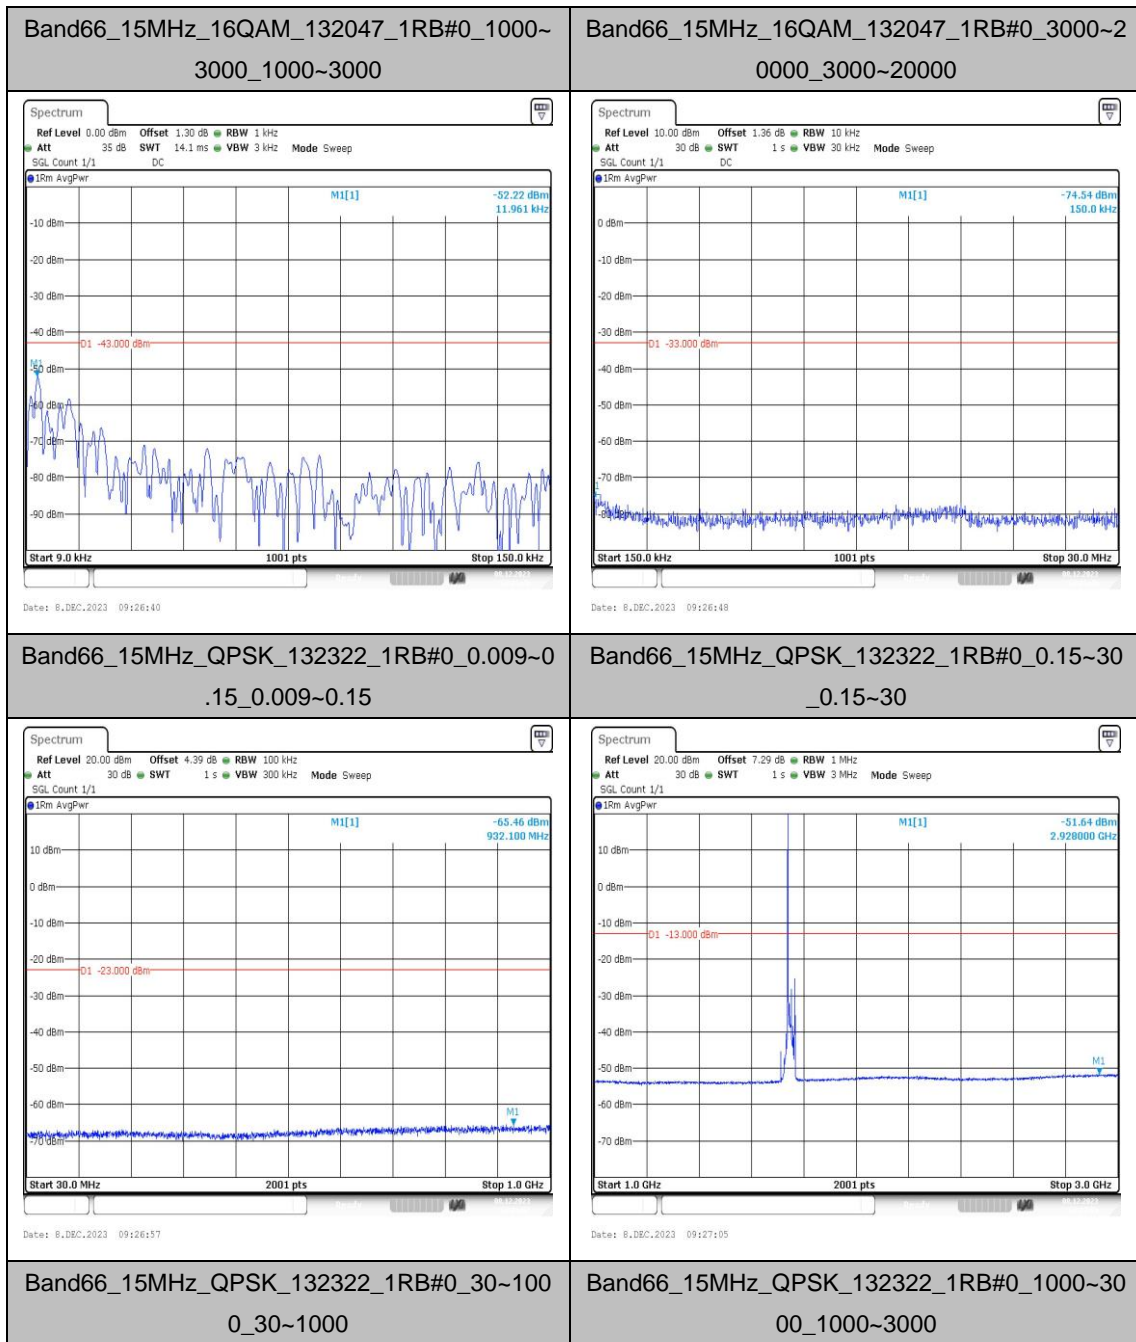 Band66_15MHz_16QAM_132047_1RB#0_1000~
3000_1000~3000
Band66_15MHz_16QAM_132047_1RB#0_3000~2
0000_3000~20000
Spectrum
Ref Level 0.00 dBm Offset 1.30 dB RBW 1 kHz
Att 35 dB SWT 14.1 ms VBW 3 kHz Mode Sweep
SGL Count 1/1 DC
1Rm AvgPwr
M1[1] -52.22 dBm
11.961 kHz
-10 dBm
-20 dBm
-30 dBm
-40 dBm
D1 -43.000 dBm
M1
-50 dBm
-60 dBm
-70 dBm
-80 dBm
-90 dBm
Start 9.0 kHz 1001 pts Stop 150.0 kHz
Date: 8.DEC.2023 09:26:40
Spectrum
Ref Level 10.00 dBm Offset 1.36 dB RBW 10 kHz
Att 30 dB SWT 1 s VBW 30 kHz Mode Sweep
SGL Count 1/1 DC
1Rm AvgPwr
M1[1] -74.54 dBm
150.0 kHz
0 dBm
-10 dBm
-20 dBm
-30 dBm
D1 -33.000 dBm
-40 dBm
-50 dBm
-60 dBm
-70 dBm
-80 dBm
Start 150.0 kHz 1001 pts Stop 30.0 MHz
Date: 8.DEC.2023 09:26:48
Band66_15MHz_QPSK_132322_1RB#0_0.009~0
.15_0.009~0.15
Band66_15MHz_QPSK_132322_1RB#0_0.15~30
_0.15~30
Spectrum
Ref Level 20.00 dBm Offset 4.39 dB RBW 100 kHz
Att 30 dB SWT 1 s VBW 300 kHz Mode Sweep
SGL Count 1/1
1Rm AvgPwr
M1[1] -65.46 dBm
932.100 MHz
10 dBm
0 dBm
-10 dBm
-20 dBm
D1 -23.000 dBm
-30 dBm
-40 dBm
-50 dBm
-60 dBm
M1
-70 dBm
Start 30.0 MHz 2001 pts Stop 1.0 GHz
Date: 8.DEC.2023 09:26:57
Spectrum
Ref Level 20.00 dBm Offset 7.29 dB RBW 1 MHz
Att 30 dB SWT 1 s VBW 3 MHz Mode Sweep
SGL Count 1/1
1Rm AvgPwr
M1[1] -51.64 dBm
2.928000 GHz
10 dBm
0 dBm
-10 dBm
D1 -13.000 dBm
-20 dBm
-30 dBm
-40 dBm
-50 dBm
M1
-60 dBm
-70 dBm
Start 1.0 GHz 2001 pts Stop 3.0 GHz
Date: 8.DEC.2023 09:27:05
Band66_15MHz_QPSK_132322_1RB#0_30~100
0_30~1000
Band66_15MHz_QPSK_132322_1RB#0_1000~30
00_1000~3000